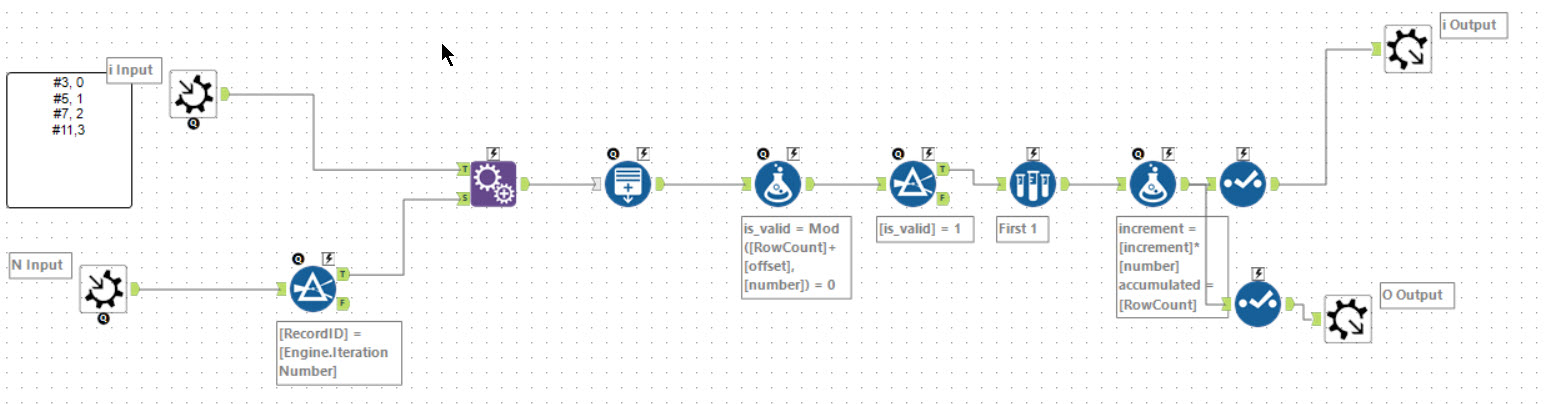 i Input
#3, 0
#5, 1
#7, 2
#11,3
N Input
[RecordID] =
[Engine.Iteration
Number]
T
F
Q
T
S
is_valid = Mod
([RowCount]+
[offset],
[number]) = 0
[is_valid] = 1
T
F
First 1
increment =
[increment]*
[number]
accumulated =
[RowCount]
i Output
O Output